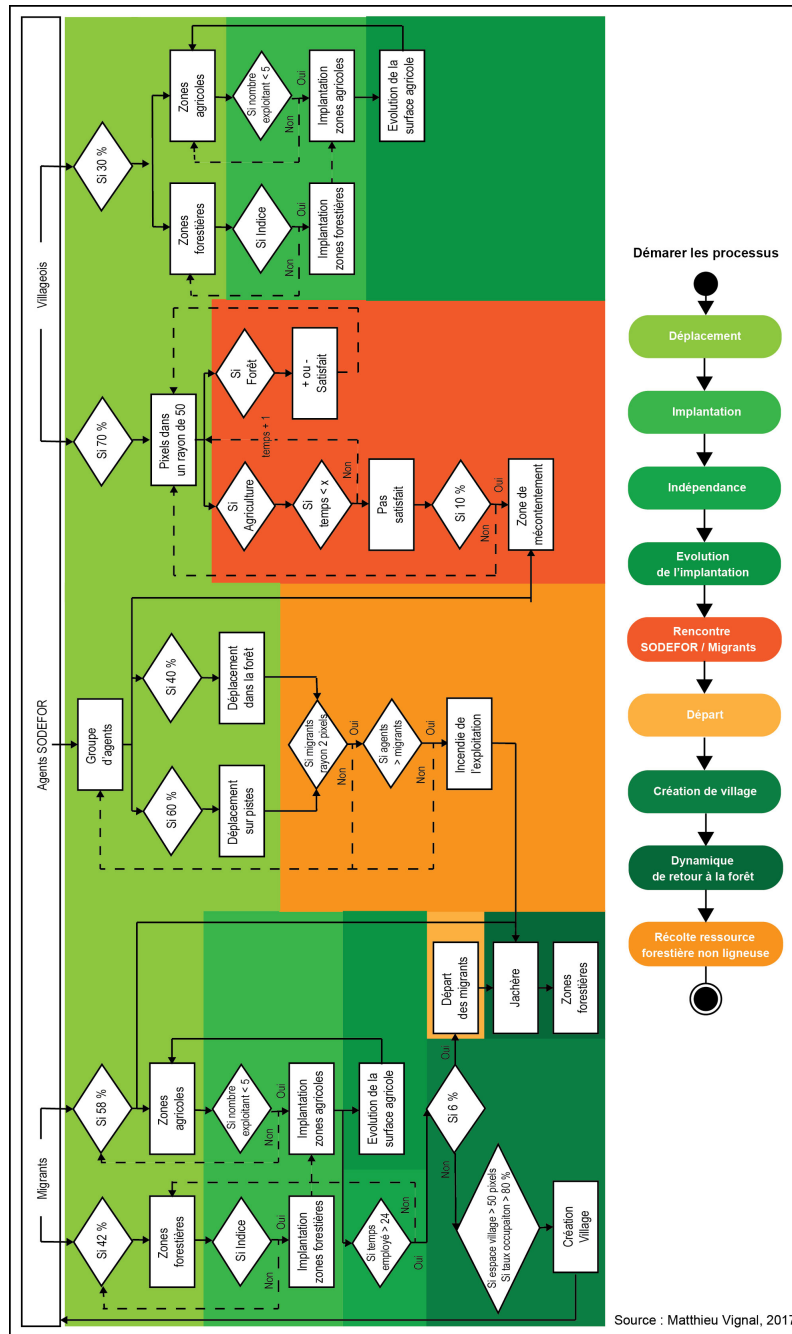 Villageois
Si 30 %
Zones
agricoles
Si nombre
exploitant < 5
Oui
Non
Implantation
zones agricoles
Evolution de la
surface agricole
Zones
forestières
Si Indice
Oui
Non
Implantation
zones forestières
Si 70 %
Pixels dans
un rayon de 50
Si
Forêt
+ ou -
Satisfait
temps + 1
Si
Agriculture
Si
temps < x
Non
Pas
satisfait
Si 10 %
Oui
Non
Zone de
mécontentement
Agents SODEFOR
Groupe
d'agents
Si 40 %
Déplacement
dans la forêt
Si 60 %
Déplacement
sur pistes
Si migrants
rayon 2 pixels
Oui
Non
Si agents
> migrants
Oui
Non
Incendie de
l'exploitation
Migrants
Si 58 %
Zones
agricoles
Si nombre
exploitant < 5
Oui
Non
Implantation
zones agricoles
Evolution de la
surface agricole
Si 42 %
Zones
forestières
Si Indice
Oui
Non
Implantation
zones forestières
Si temps
employé > 24
Non
Oui
Si 6 %
Oui
Non
Départ
des migrants
Jachère
Zones
forestières
Si espace village > 50 pixels
Si taux occupaiton > 80 %
Création
Village
Démarer les processus
Déplacement
Implantation
Indépendance
Evolution
de l'implantation
Rencontre
SODEFOR / Migrants
Départ
Création de village
Dynamique
de retour à la forêt
Récolte ressource
forestière non ligneuse
Source : Matthieu Vignal, 2017